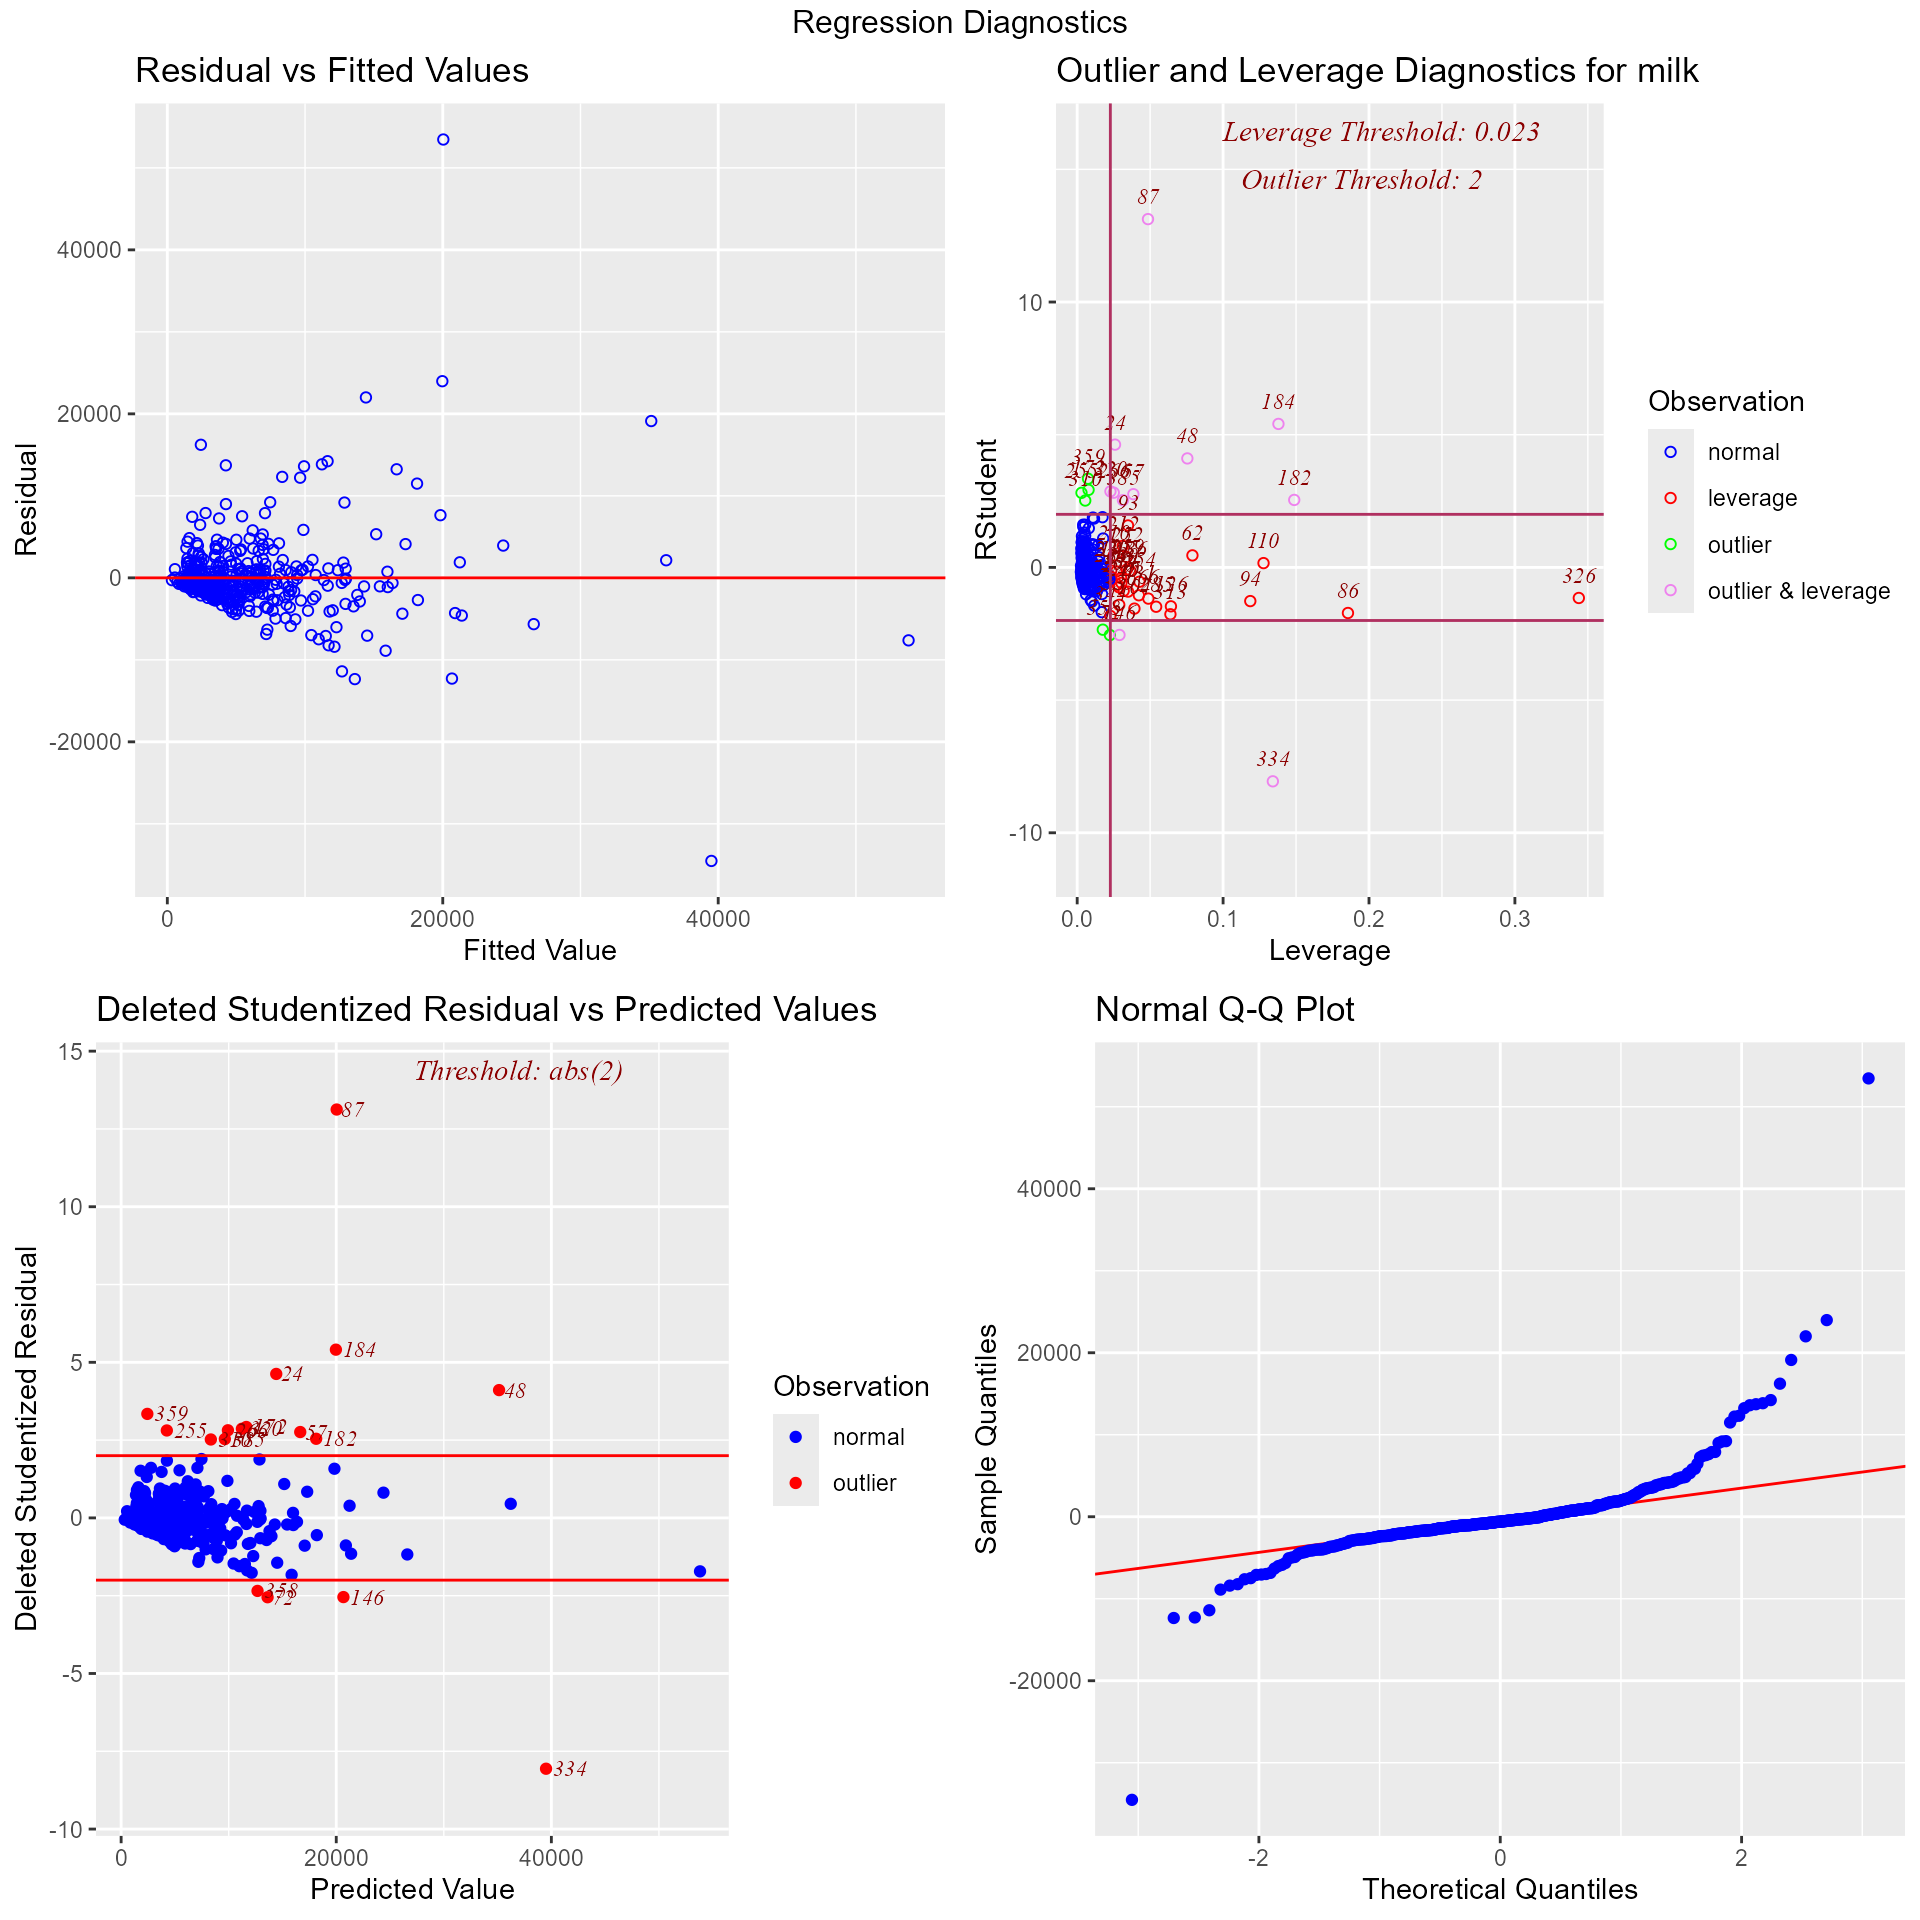 Regression Diagnostics
Residual vs Fitted Values
Residual
40000
20000
0
-20000
0
20000
40000
Fitted Value
Outlier and Leverage Diagnostics for milk
Leverage Threshold: 0.023
Outlier Threshold: 2
87
184
24
48
359
182
93
62
110
94
86
326
334
RStudent
10
0
-10
0.0
0.1
0.2
0.3
Leverage
Observation
normal
leverage
outlier
outlier & leverage
Deleted Studentized Residual vs Predicted Values
Threshold: abs(2)
87
184
24
48
359
255
172
57
182
385
358
72
146
334
Deleted Studentized Residual
15
10
5
0
-5
-10
0
20000
40000
Predicted Value
Observation
normal
outlier
Normal Q-Q Plot
Sample Quantiles
40000
20000
0
-20000
-2
0
2
Theoretical Quantiles